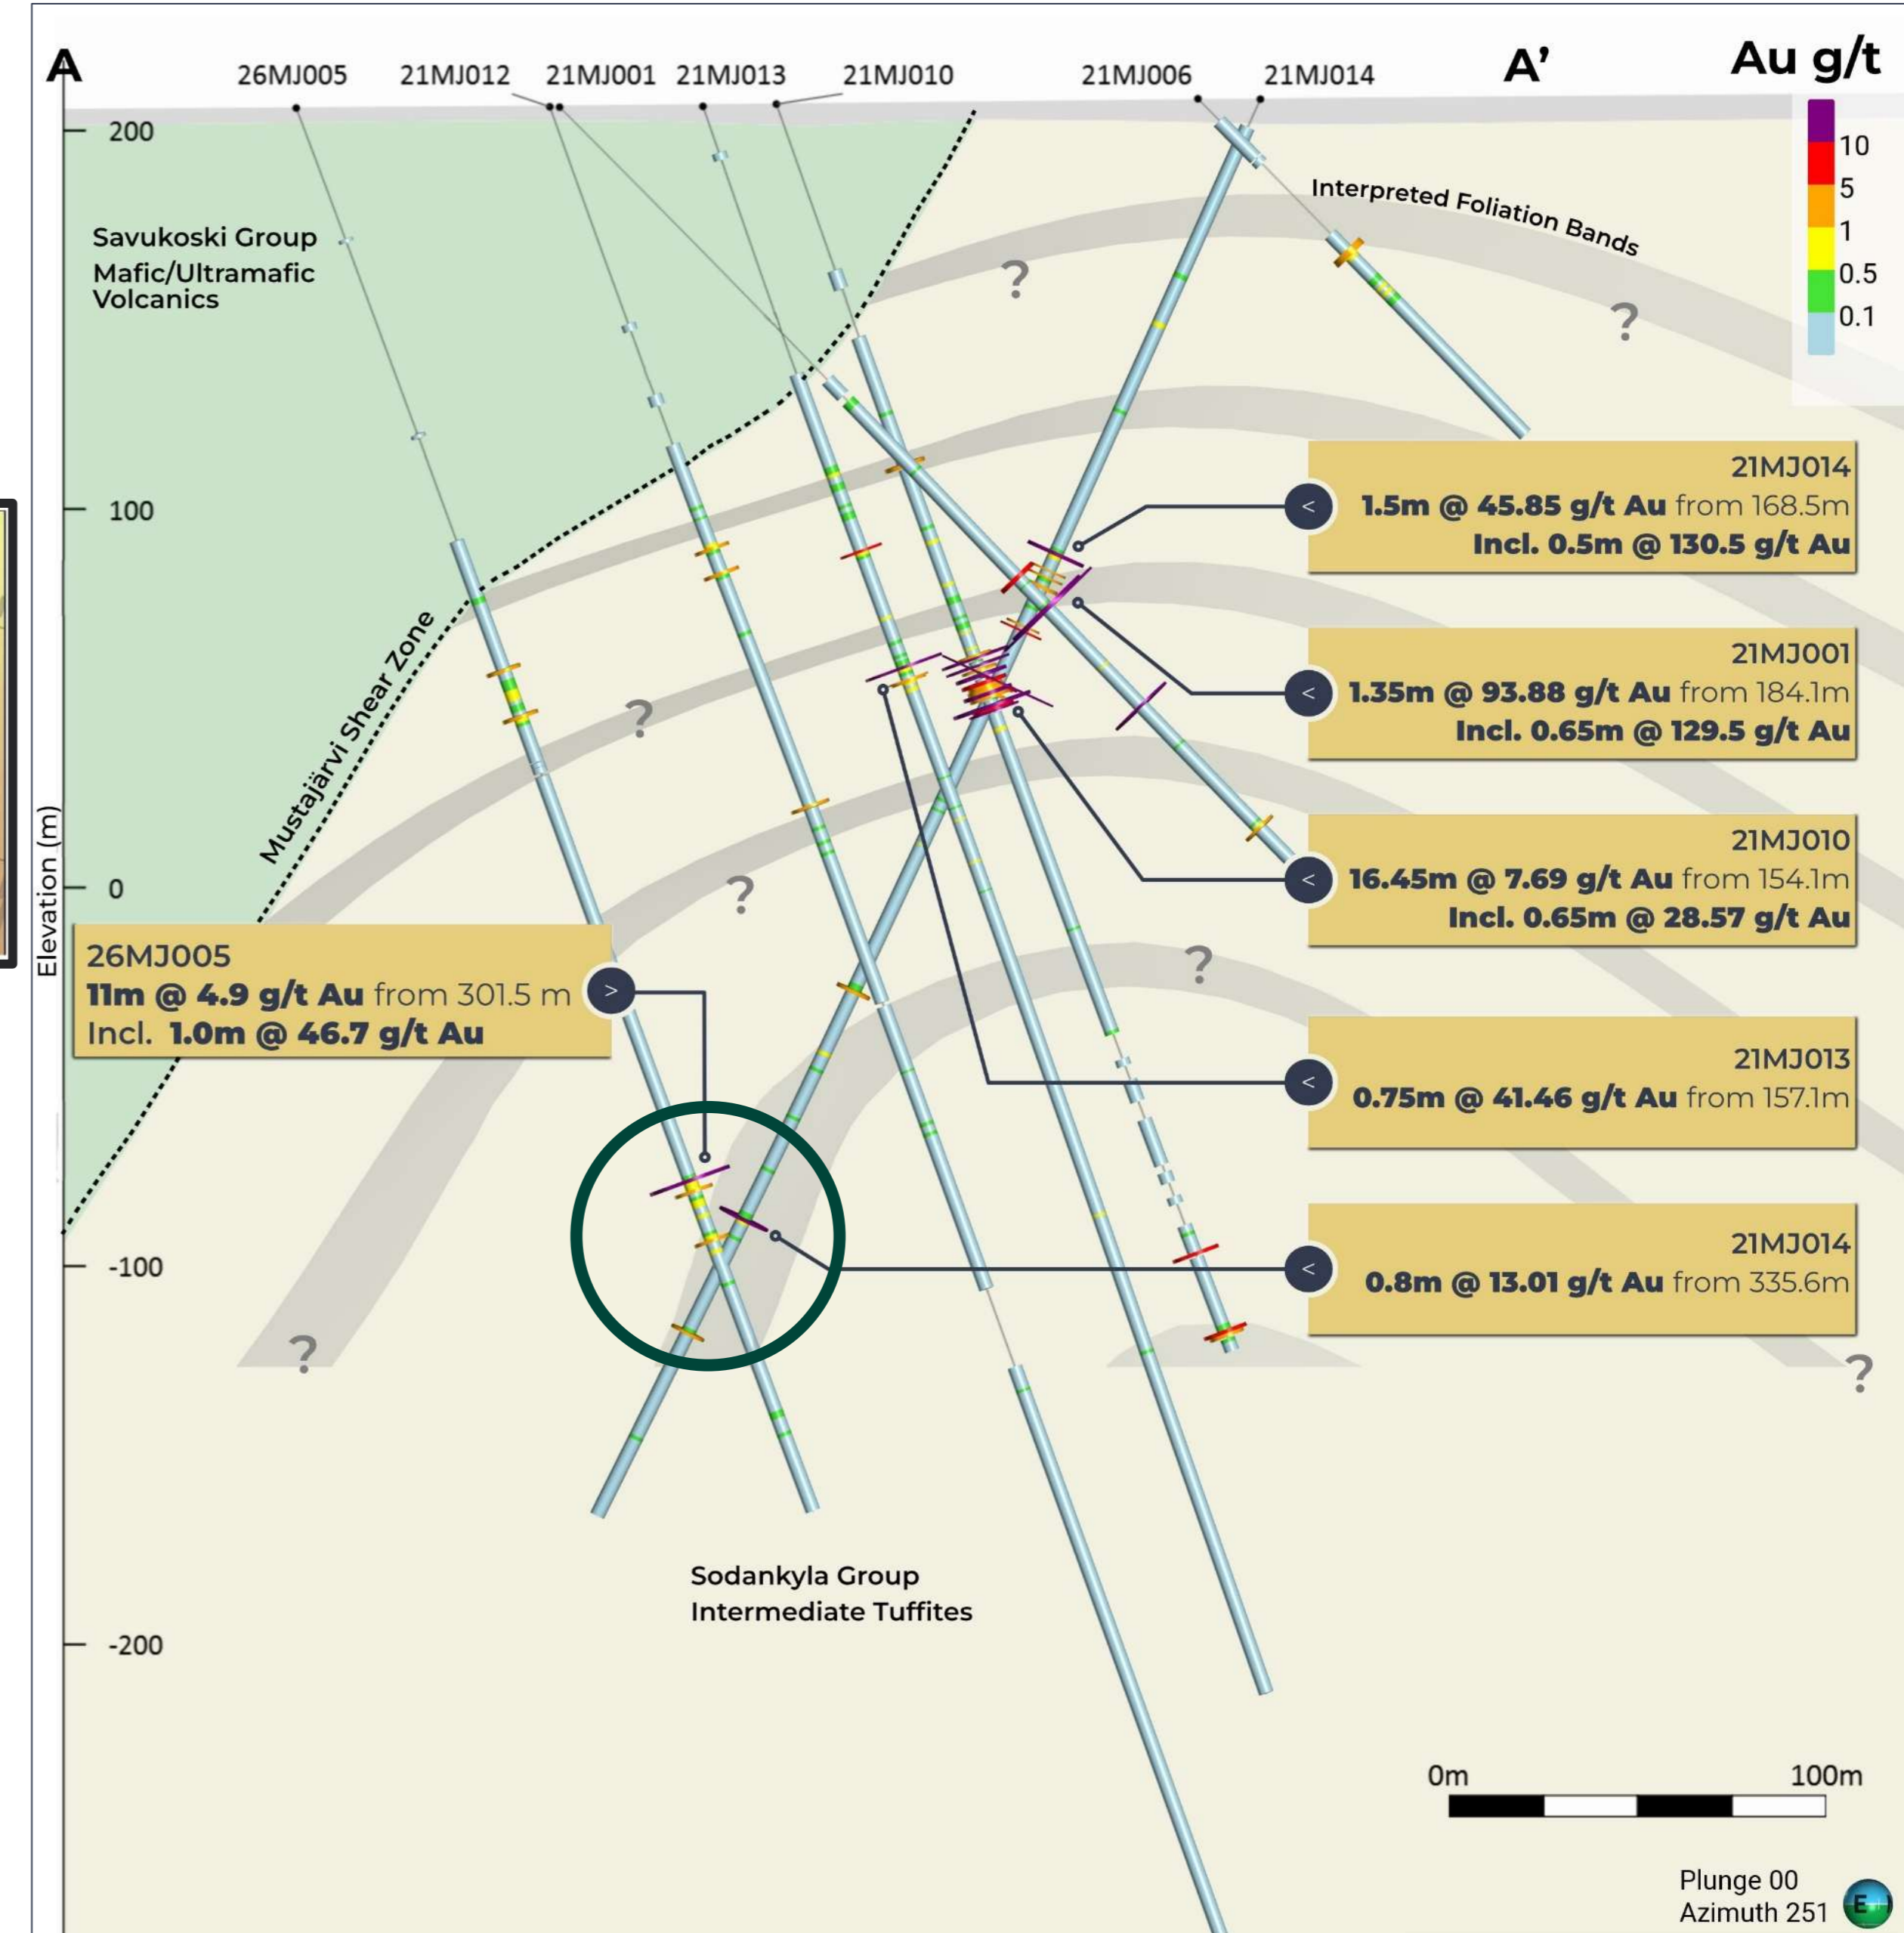 A
26MJ005
21MJ012
21MJ001
21MJ013
21MJ010
21MJ006
21MJ014
A’
Au g/t
10
5
1
0.5
0.1
200
100
0
-100
-200
Elevation (m)
Savukoski Group
Mafic/Ultramafic
Volcanics
Mustajärvi Shear Zone
Interpreted Foliation Bands
?
?
?
?
?
?
?
21MJ014
1.5m @ 45.85 g/t Au from 168.5m
Incl. 0.5m @ 130.5 g/t Au
<
21MJ001
1.35m @ 93.88 g/t Au from 184.1m
Incl. 0.65m @ 129.5 g/t Au
<
21MJ010
16.45m @ 7.69 g/t Au from 154.1m
Incl. 0.65m @ 28.57 g/t Au
<
26MJ005
11m @ 4.9 g/t Au from 301.5 m
Incl. 1.0m @ 46.7 g/t Au
>
21MJ013
0.75m @ 41.46 g/t Au from 157.1m
<
21MJ014
0.8m @ 13.01 g/t Au from 335.6m
<
Sodankyla Group
Intermediate Tuffites
0m 100m
Plunge 00
Azimuth 251
E